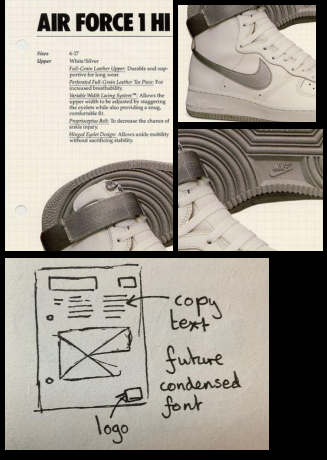 AIR FORCE 1 HI
Sizes 6-17
Upper White/Silver
Full-Grain Leather Upper: Durable and sup-
portive for long wear.
Perforated Full-Grain Leather Toe Piece: For
increased breathability.
Variable Width Lacing System™: Allows the
upper width to be adjusted by staggering
the eyelets while also providing a snug,
comfortable fit.
Proprioceptus Belt: To decrease the chance of
ankle injury.
Hinged Eyelet Design: Allows ankle mobility
without sacrificing stability.
NIKE
copy
text
future
condensed
font
logo